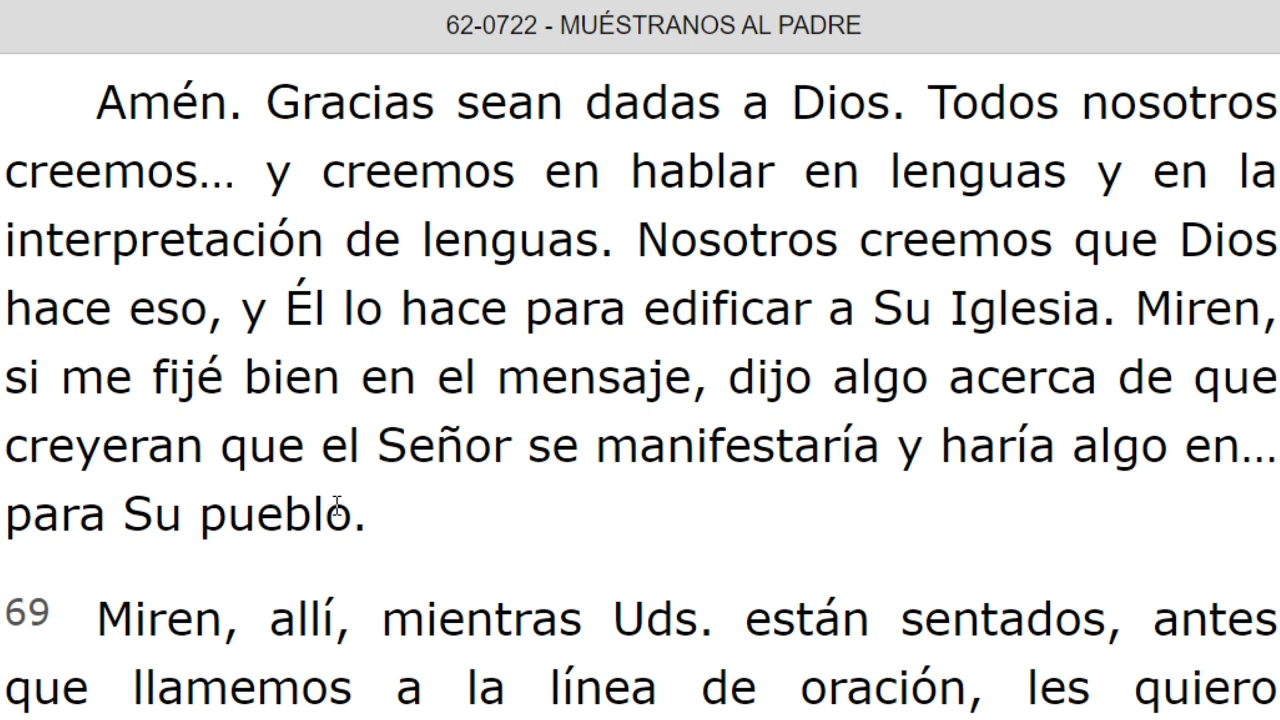 62-0722 - MUÉSTRANOS AL PADRE
Amén. Gracias sean dadas a Dios. Todos nosotros
creemos... y creemos en hablar en lenguas y en la
interpretación de lenguas. Nosotros creemos que Dios
hace eso, y Él lo hace para edificar a Su Iglesia. Miren,
si me fijé bien en el mensaje, dijo algo acerca de que
creyeran que el Señor se manifestaría y haría algo en...
para Su pueblo.
69 Miren, allí, mientras Uds. están sentados, antes
que llamemos a la línea de oración, les quiero